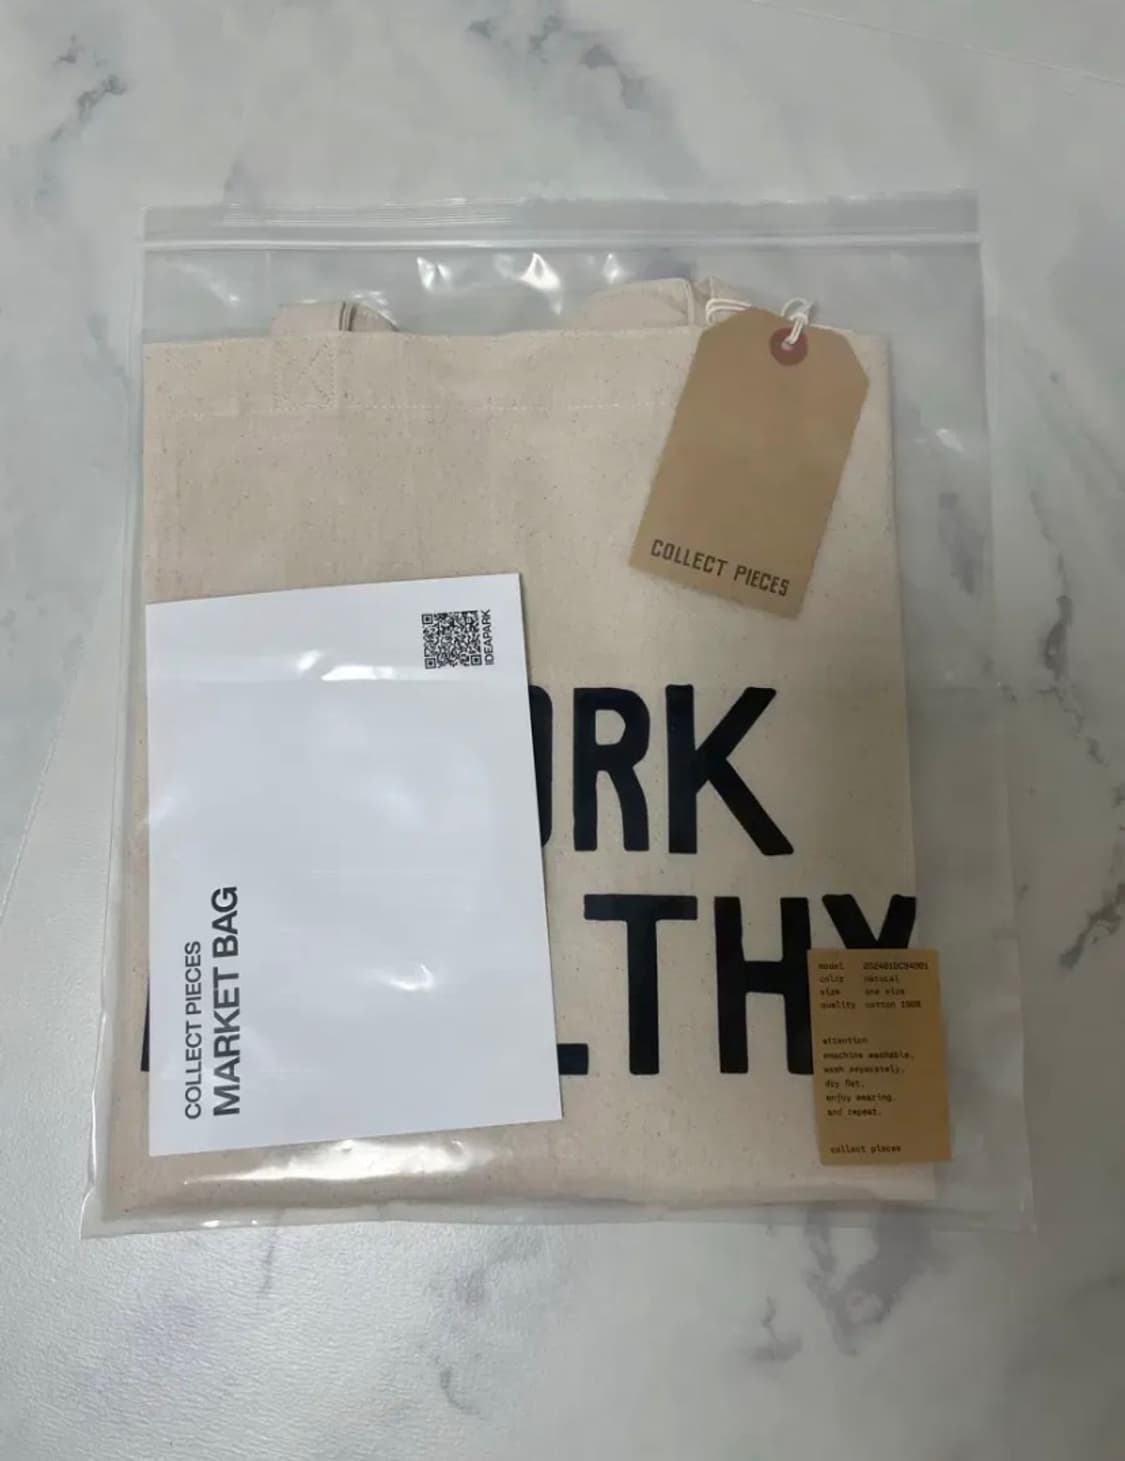 COLLECT PIECES
IDEAPARK
ORK
LTHY
COLLECT PIECES
MARKET BAG
model
color natural
size one size
quality cotton 100%
attention
machine washable.
wash separately.
dry flat.
enjoy wearing.
and repeat.
collect pieces